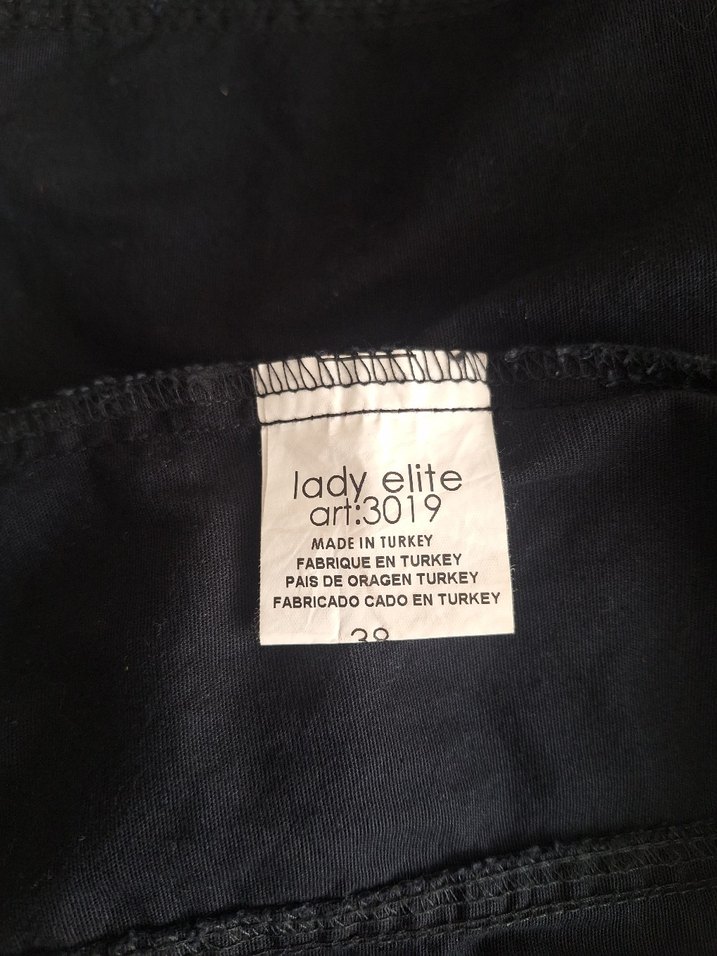 lady elite
art:3019
MADE IN TURKEY
FABRIQUE EN TURKEY
PAIS DE ORAGEN TURKEY
FABRICADO CADO EN TURKEY